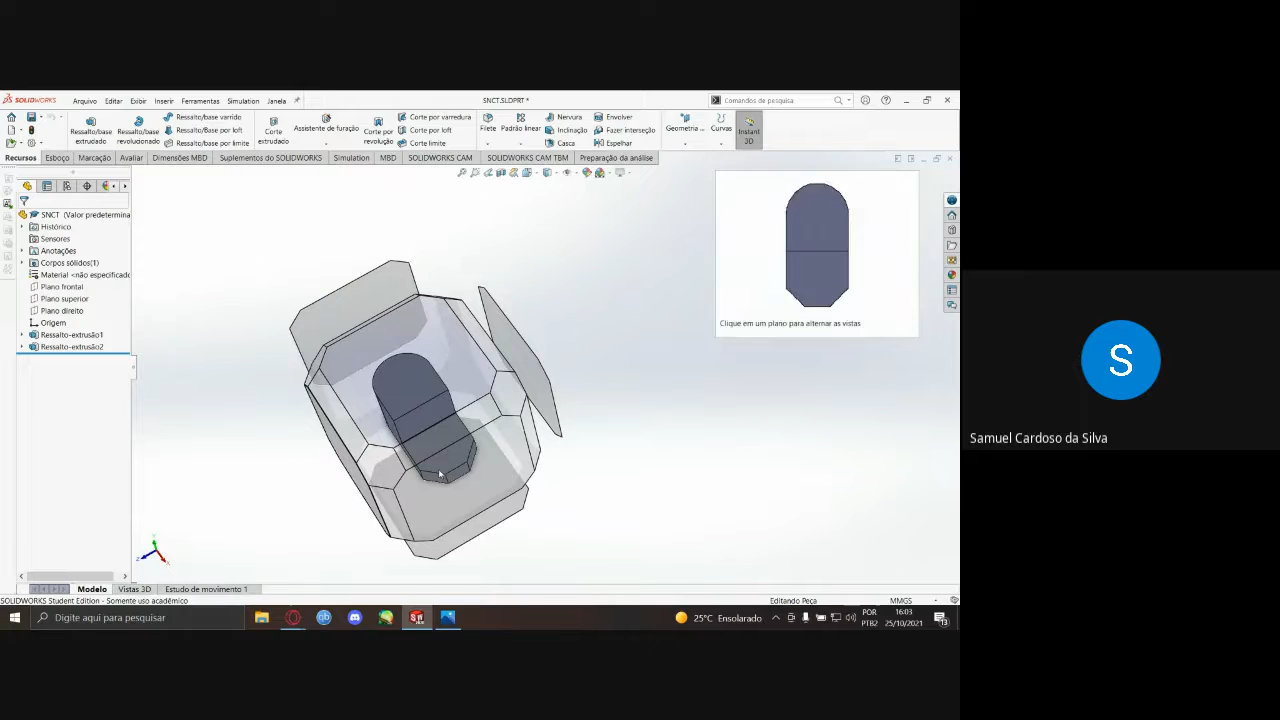 SOLIDWORKS Arquivo Editar Exibir Inserir Ferramentas Simulation Janela SNCT.SLDPRT * Comandos de pesquisa
Ressalto/base extrudado
Ressalto/base revolucionado
Ressalto/base varrido
Ressalto/Base por loft
Ressalto/base por limite
Corte extrudado
Assistente de furação
Corte por revolução
Corte por varredura
Corte por loft
Corte limite
Filete
Padrão linear
Nervura
Inclinação
Casca
Envolver
Fazer interseção
Espelhar
Geometria ...
Curvas
Instant 3D
Recursos Esboço Marcação Avaliar Dimensões MBD Suplementos do SOLIDWORKS Simulation MBD SOLIDWORKS CAM SOLIDWORKS CAM TBM Preparação da análise
SNCT (Valor predetermina
Histórico
Sensores
Anotações
Corpos sólidos(1)
Material <não especificado
Plano frontal
Plano superior
Plano direito
Origem
Ressalto-extrusão1
Ressalto-extrusão2
Clique em um plano para alternar as vistas
S
Samuel Cardoso da Silva
Modelo Vistas 3D Estudo de movimento 1
SOLIDWORKS Student Edition - Somente uso acadêmico Editando Peça MMGS
Digite aqui para pesquisar
25°C Ensolarado
POR
PTB2
16:03
25/10/2021